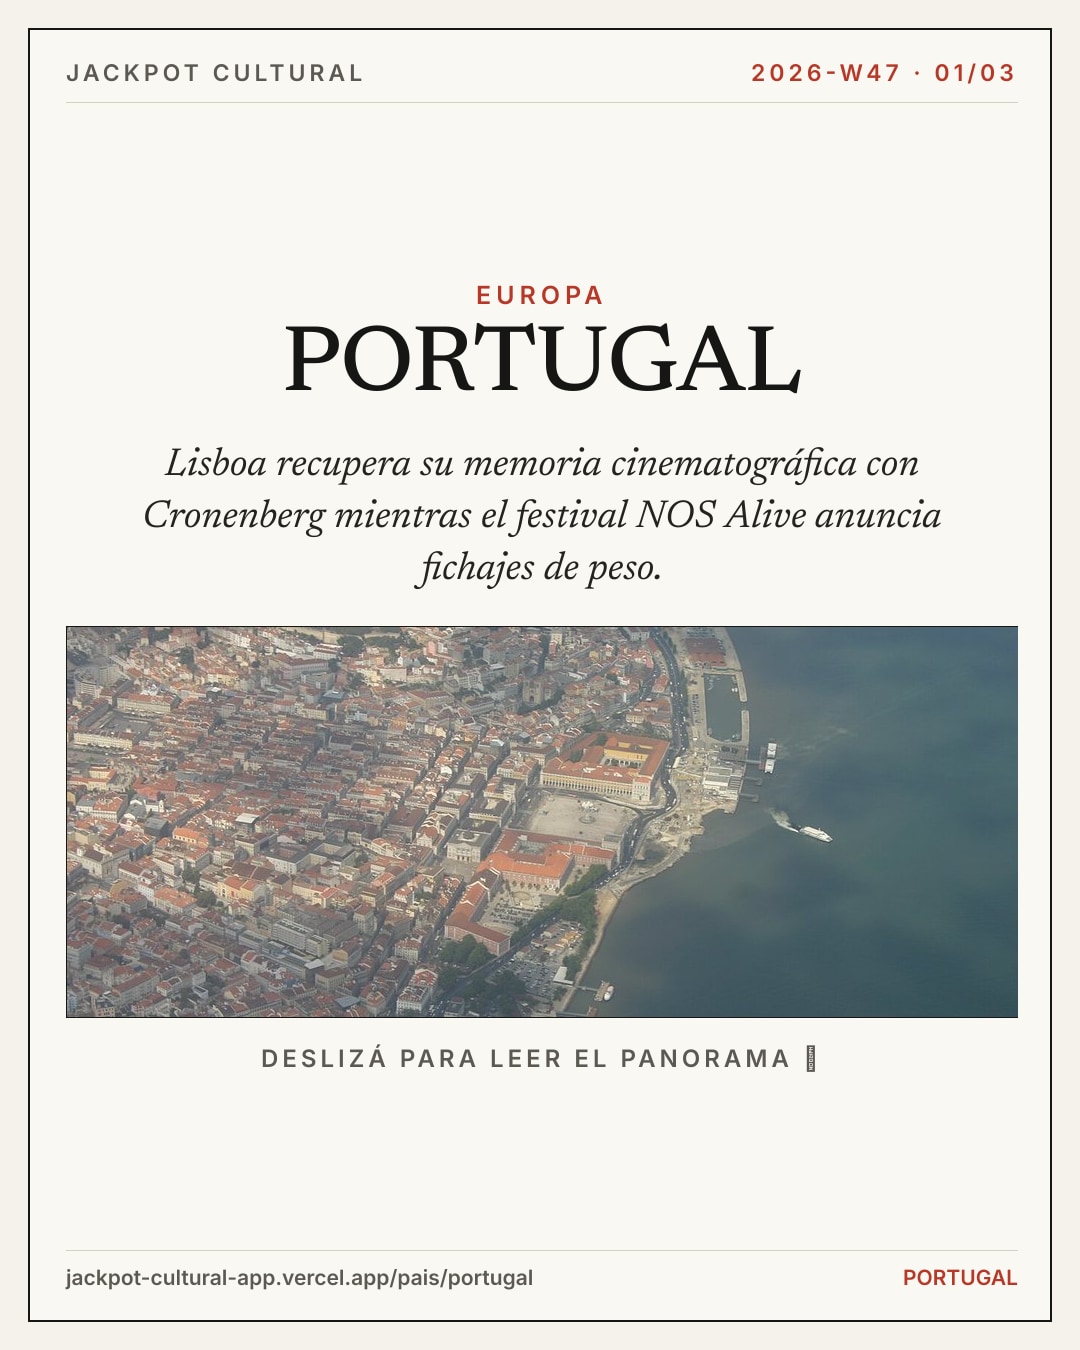 JACKPOT CULTURAL
2026-W47 · 01/03
EUROPA
PORTUGAL
Lisboa recupera su memoria cinematográfica con
Cronenberg mientras el festival NOS Alive anuncia
fichajes de peso.
DESLIZÁ PARA LEER EL PANORAMA
jackpot-cultural-app.vercel.app/pais/portugal
PORTUGAL